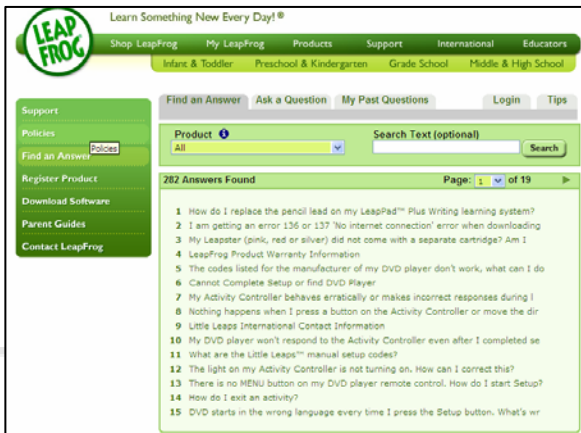 LEAP
FROG
Learn Something New Every Day!®
Shop LeapFrog My LeapFrog Products Support International Educators
Infant & Toddler Preschool & Kindergarten Grade School Middle & High School
Support
Policies
Policies
Find an Answer
Register Product
Download Software
Parent Guides
Contact LeapFrog
Find an Answer Ask a Question My Past Questions Login Tips
Product Search Text (optional)
All Search
282 Answers Found Page: 1 of 19
1 How do I replace the pencil lead on my LeapPad™ Plus Writing learning system?
2 I am getting an error 136 or 137 'No internet connection' error when downloading
3 My Leapster (pink, red or silver) did not come with a separate cartridge? Am I
4 LeapFrog Product Warranty Information
5 The codes listed for the manufacturer of my DVD player don't work, what can I do
6 Cannot Complete Setup or find DVD Player
7 My Activity Controller behaves erratically or makes incorrect responses during l
8 Nothing happens when I press a button on the Activity Controller or move the dir
9 Little Leaps International Contact Information
10 My DVD player won't respond to the Activity Controller even after I completed se
11 What are the Little Leaps™ manual setup codes?
12 The light on my Activity Controller is not turning on. How can I correct this?
13 There is no MENU button on my DVD player remote control. How do I start Setup?
14 How do I exit an activity?
15 DVD starts in the wrong language every time I press the Setup button. What's wr